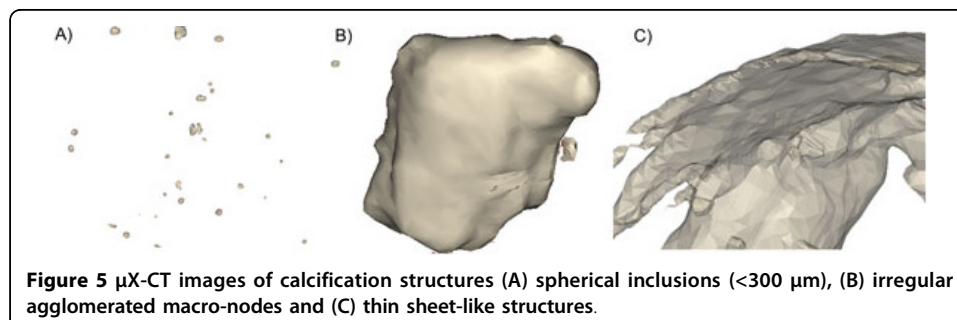 A) B) C)
Figure 5 μX-CT images of calcification structures (A) spherical inclusions (<300 μm), (B) irregular
agglomerated macro-nodes and (C) thin sheet-like structures.